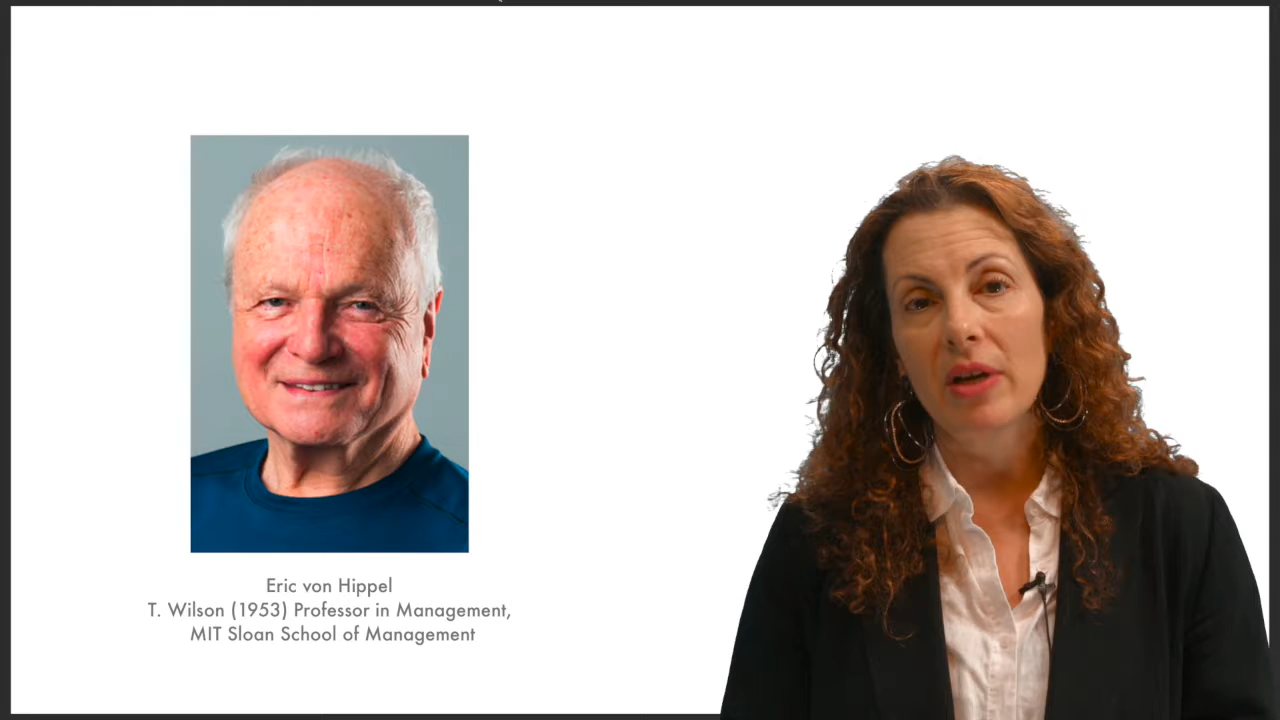 Eric von Hippel
T. Wilson (1953) Professor in Management,
MIT Sloan School of Management